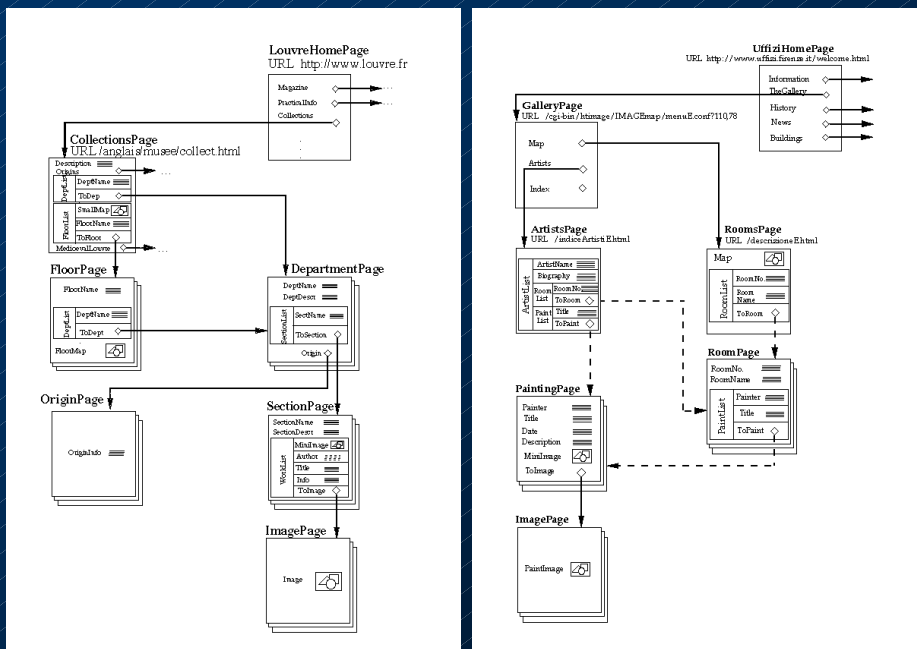 LouvreHomePage
URL http://www.louvre.fr
Magazine
PracticalInfo
Collections
CollectionsPage
URL /anglais/musee/collect.html
Description
Origins
DeptList
DeptName
ToDep
FloorList
SmallMap
FloorName
ToFloor
MedioevalLouvre
FloorPage
FloorName
DeptList
DeptName
ToDept
FloorMap
DepartmentPage
DeptName
DeptDescr
SectionList
SectName
ToSection
Origin
OriginPage
OriginInfo
SectionPage
SectionName
SectionDescr
WorkList
MiniImage
Author ####
Title
Info
ToImage
ImagePage
Image
UffiziHomePage
URL http://www.uffizi.firenze.it/welcome.html
Information
TheGallery
History
News
Buildings
GalleryPage
URL /cgi-bin/htimage/IMAGEmap/menuE.conf?110,78
Map
Artists
Index
ArtistsPage
URL /indiceArtistiE.html
ArtistList
ArtistName
Biography
Room List
RoomNo.
ToRoom
Paint List
Title
ToPaint
RoomsPage
URL /descrizioneE.html
Map
RoomList
RoomNo.
Room Name
ToRoom
RoomPage
RoomNo.
RoomName
PaintList
Painter
Title
ToPaint
PaintingPage
Painter
Title
Date
Description
MiniImage
ToImage
ImagePage
PaintImage